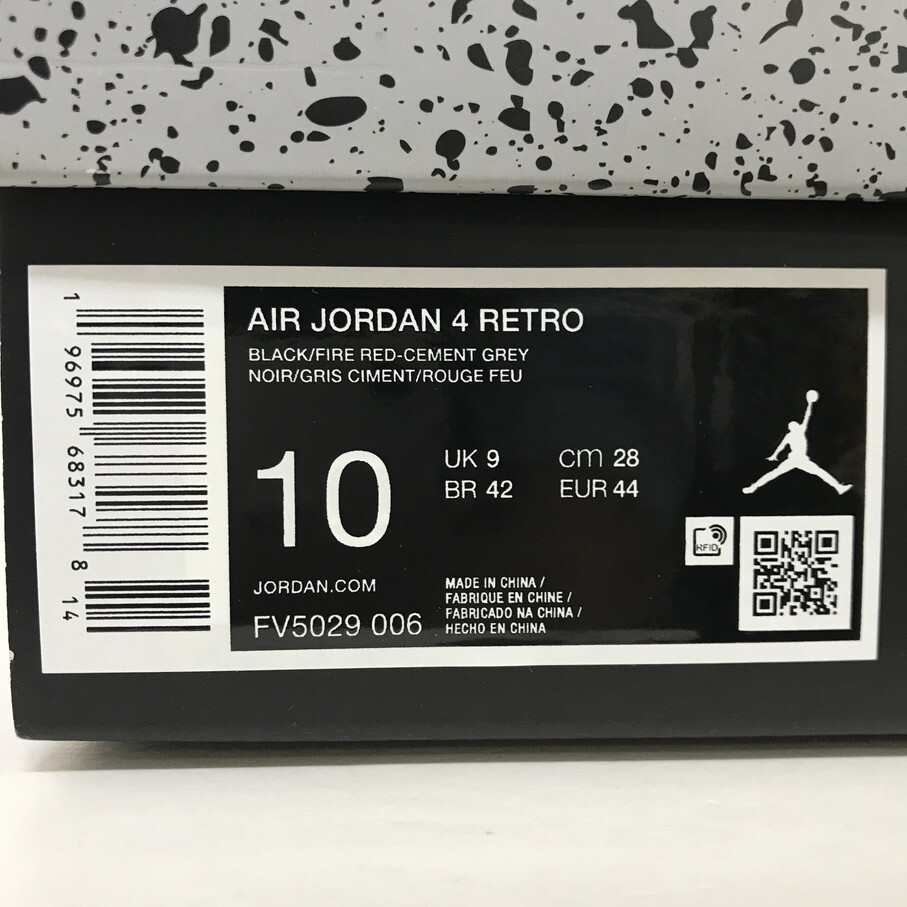 AIR JORDAN 4 RETRO
BLACK/FIRE RED-CEMENT GREY
NOIR/GRIS CIMENT/ROUGE FEU
10
UK 9 cm 28
BR 42 EUR 44
RFID
JORDAN.COM
FV5029 006
MADE IN CHINA /
FABRIQUE EN CHINE /
FABRICADO NA CHINA /
HECHO EN CHINA
1 96975 68317 8 14